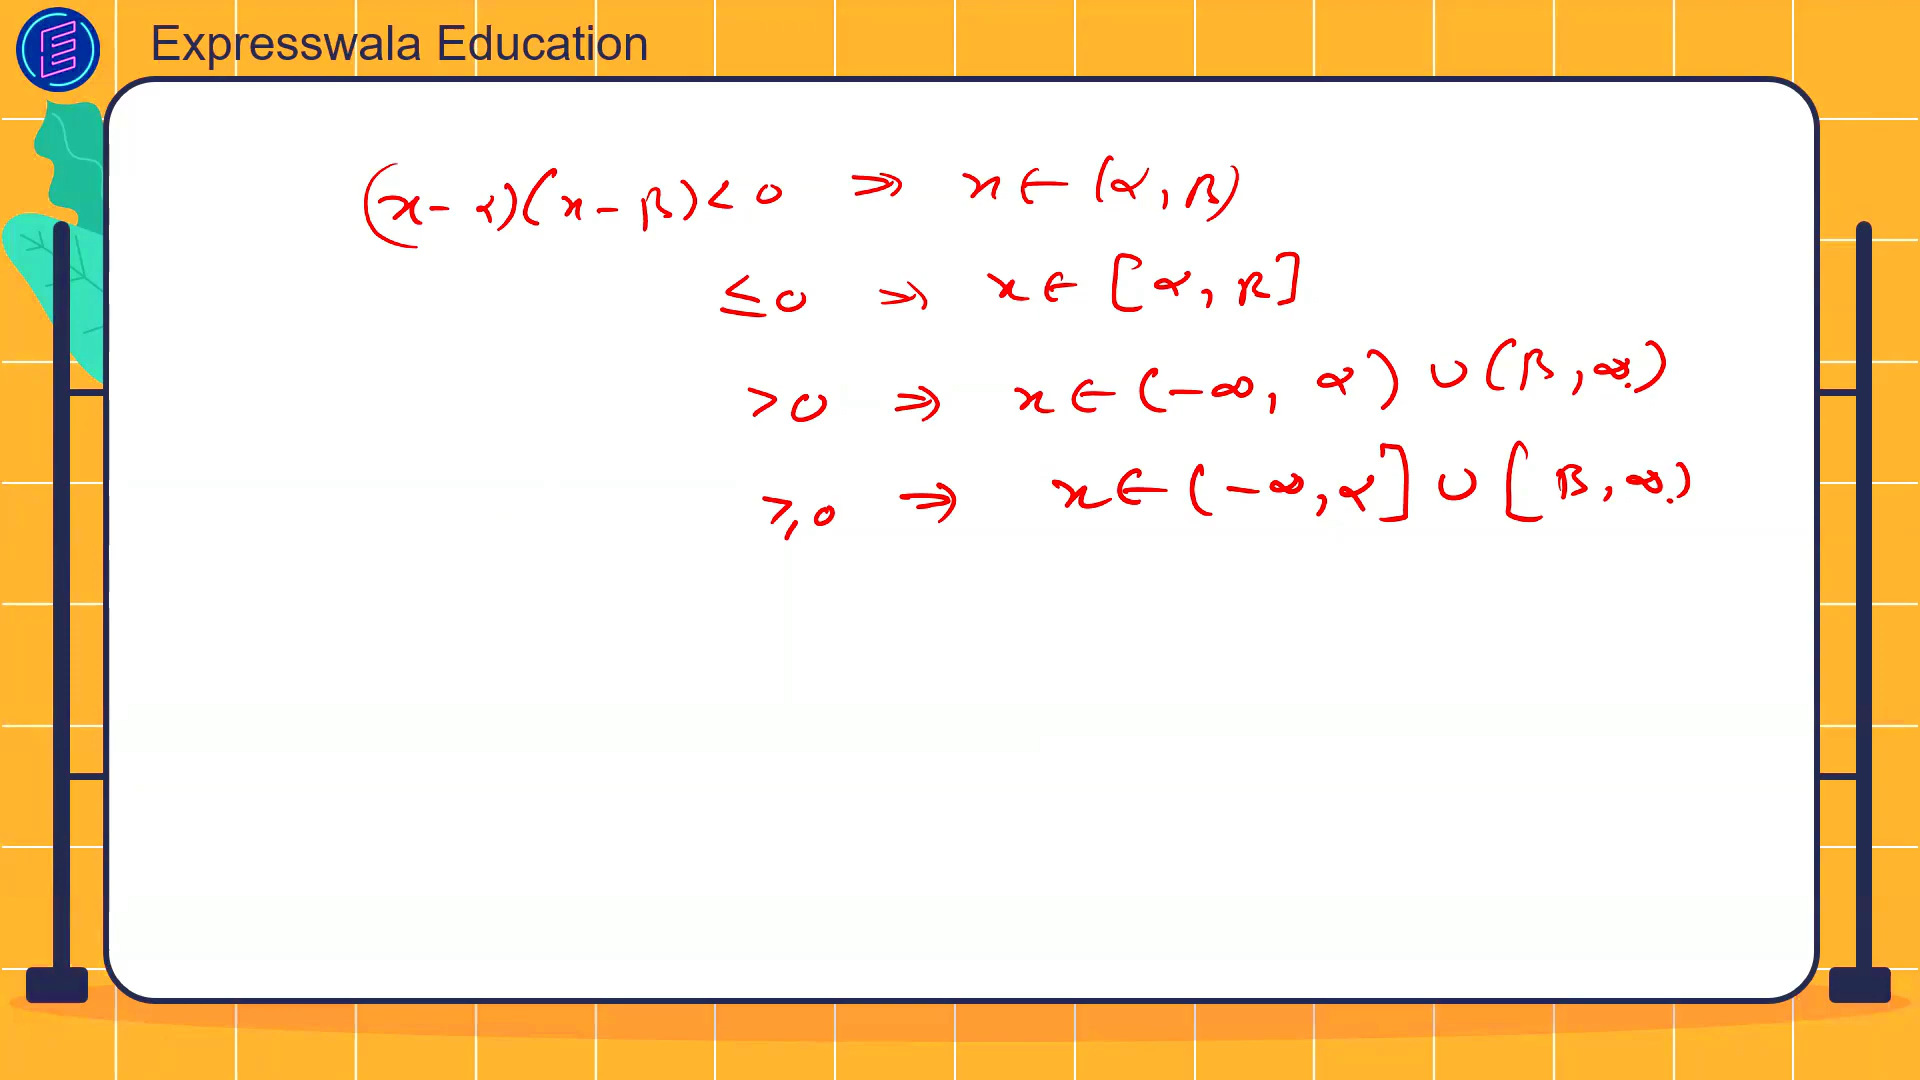 Expresswala Education
(x-α)(x-β)<0 ⇒ x∈(α,β)
≤0 ⇒ x∈[α,β]
>0 ⇒ x∈(-∞, α) ∪ (β,∞)
≥0 ⇒ x∈(-∞,α] ∪ [β,∞)